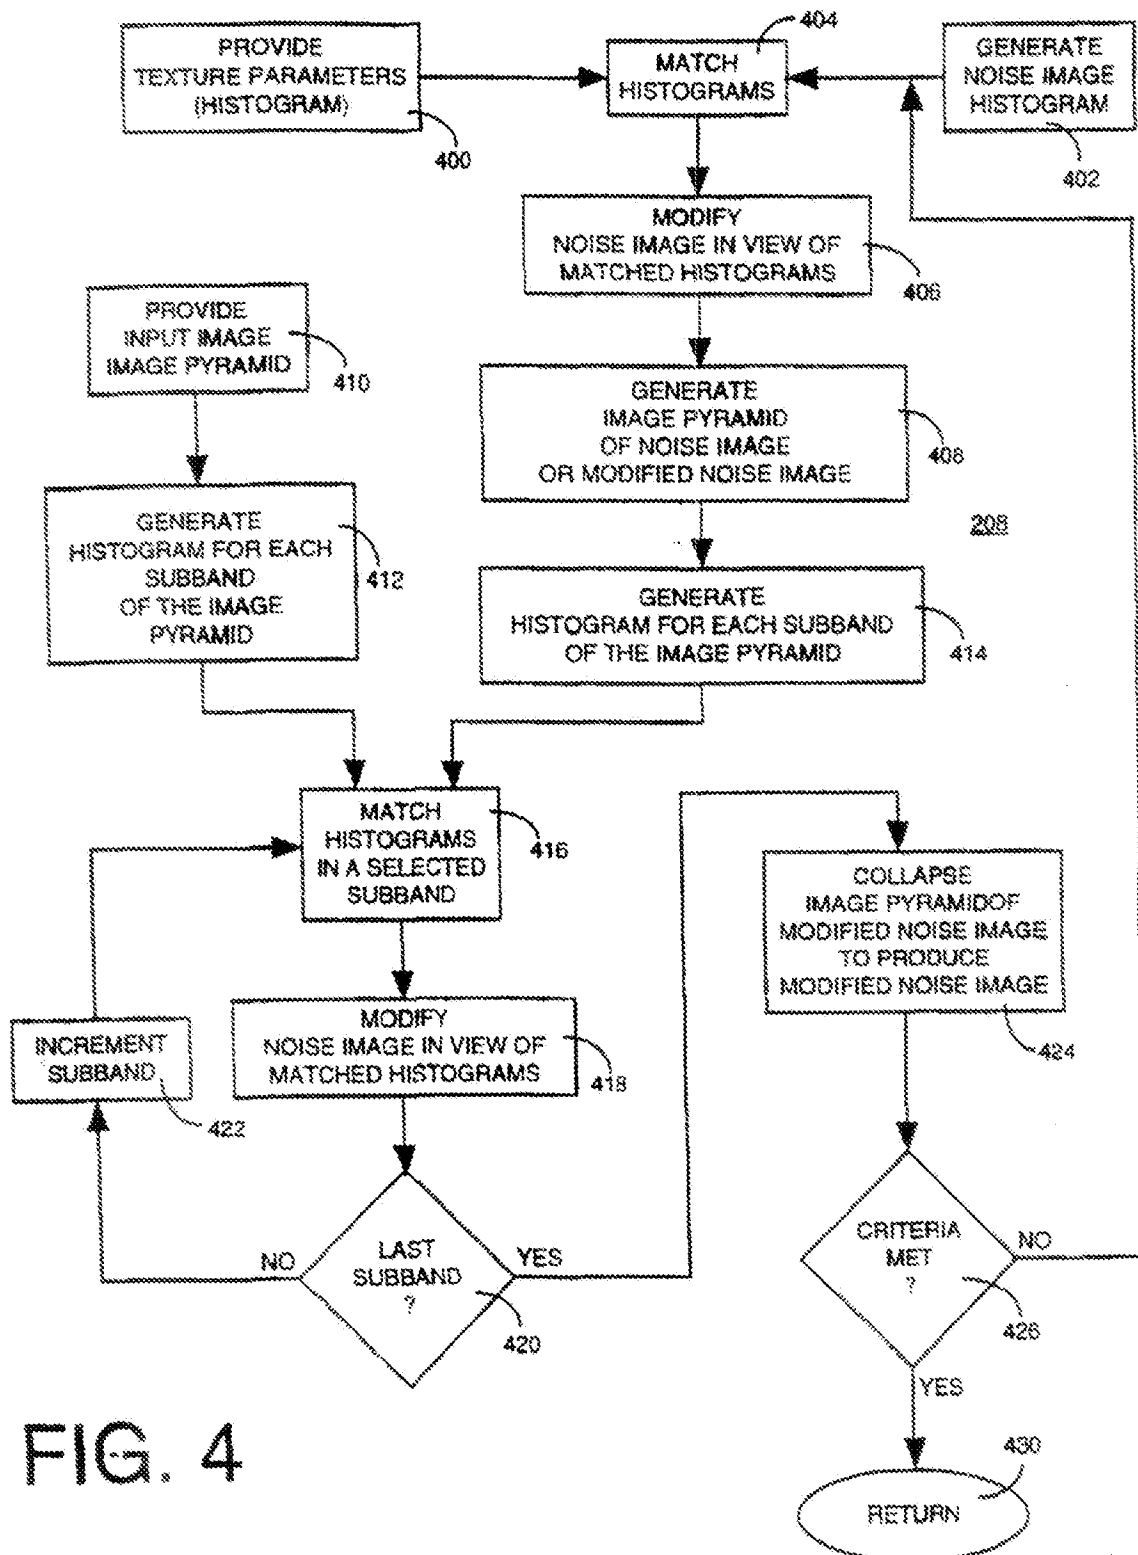 PROVIDE
TEXTURE PARAMETERS
(HISTOGRAM)
400
404
MATCH
HISTOGRAMS
GENERATE
NOISE IMAGE
HISTOGRAM
402
MODIFY
NOISE IMAGE IN VIEW OF
MATCHED HISTOGRAMS
406
PROVIDE
INPUT IMAGE
IMAGE PYRAMID
410
GENERATE
IMAGE PYRAMID
OF NOISE IMAGE
OR MODIFIED NOISE IMAGE
408
208
GENERATE
HISTOGRAM FOR EACH
SUBBAND
OF THE IMAGE
PYRAMID
412
GENERATE
HISTOGRAM FOR EACH SUBBAND
OF THE IMAGE PYRAMID
414
MATCH
HISTOGRAMS
IN A SELECTED
SUBBAND
416
COLLAPSE
IMAGE PYRAMIDOF
MODIFIED NOISE IMAGE
TO PRODUCE
MODIFIED NOISE IMAGE
424
INCREMENT
SUBBAND
422
MODIFY
NOISE IMAGE IN VIEW OF
MATCHED HISTOGRAMS
418
NO
LAST
SUBBAND
?
YES
420
CRITERIA
MET
?
NO
426
YES
FIG. 4
430
RETURN